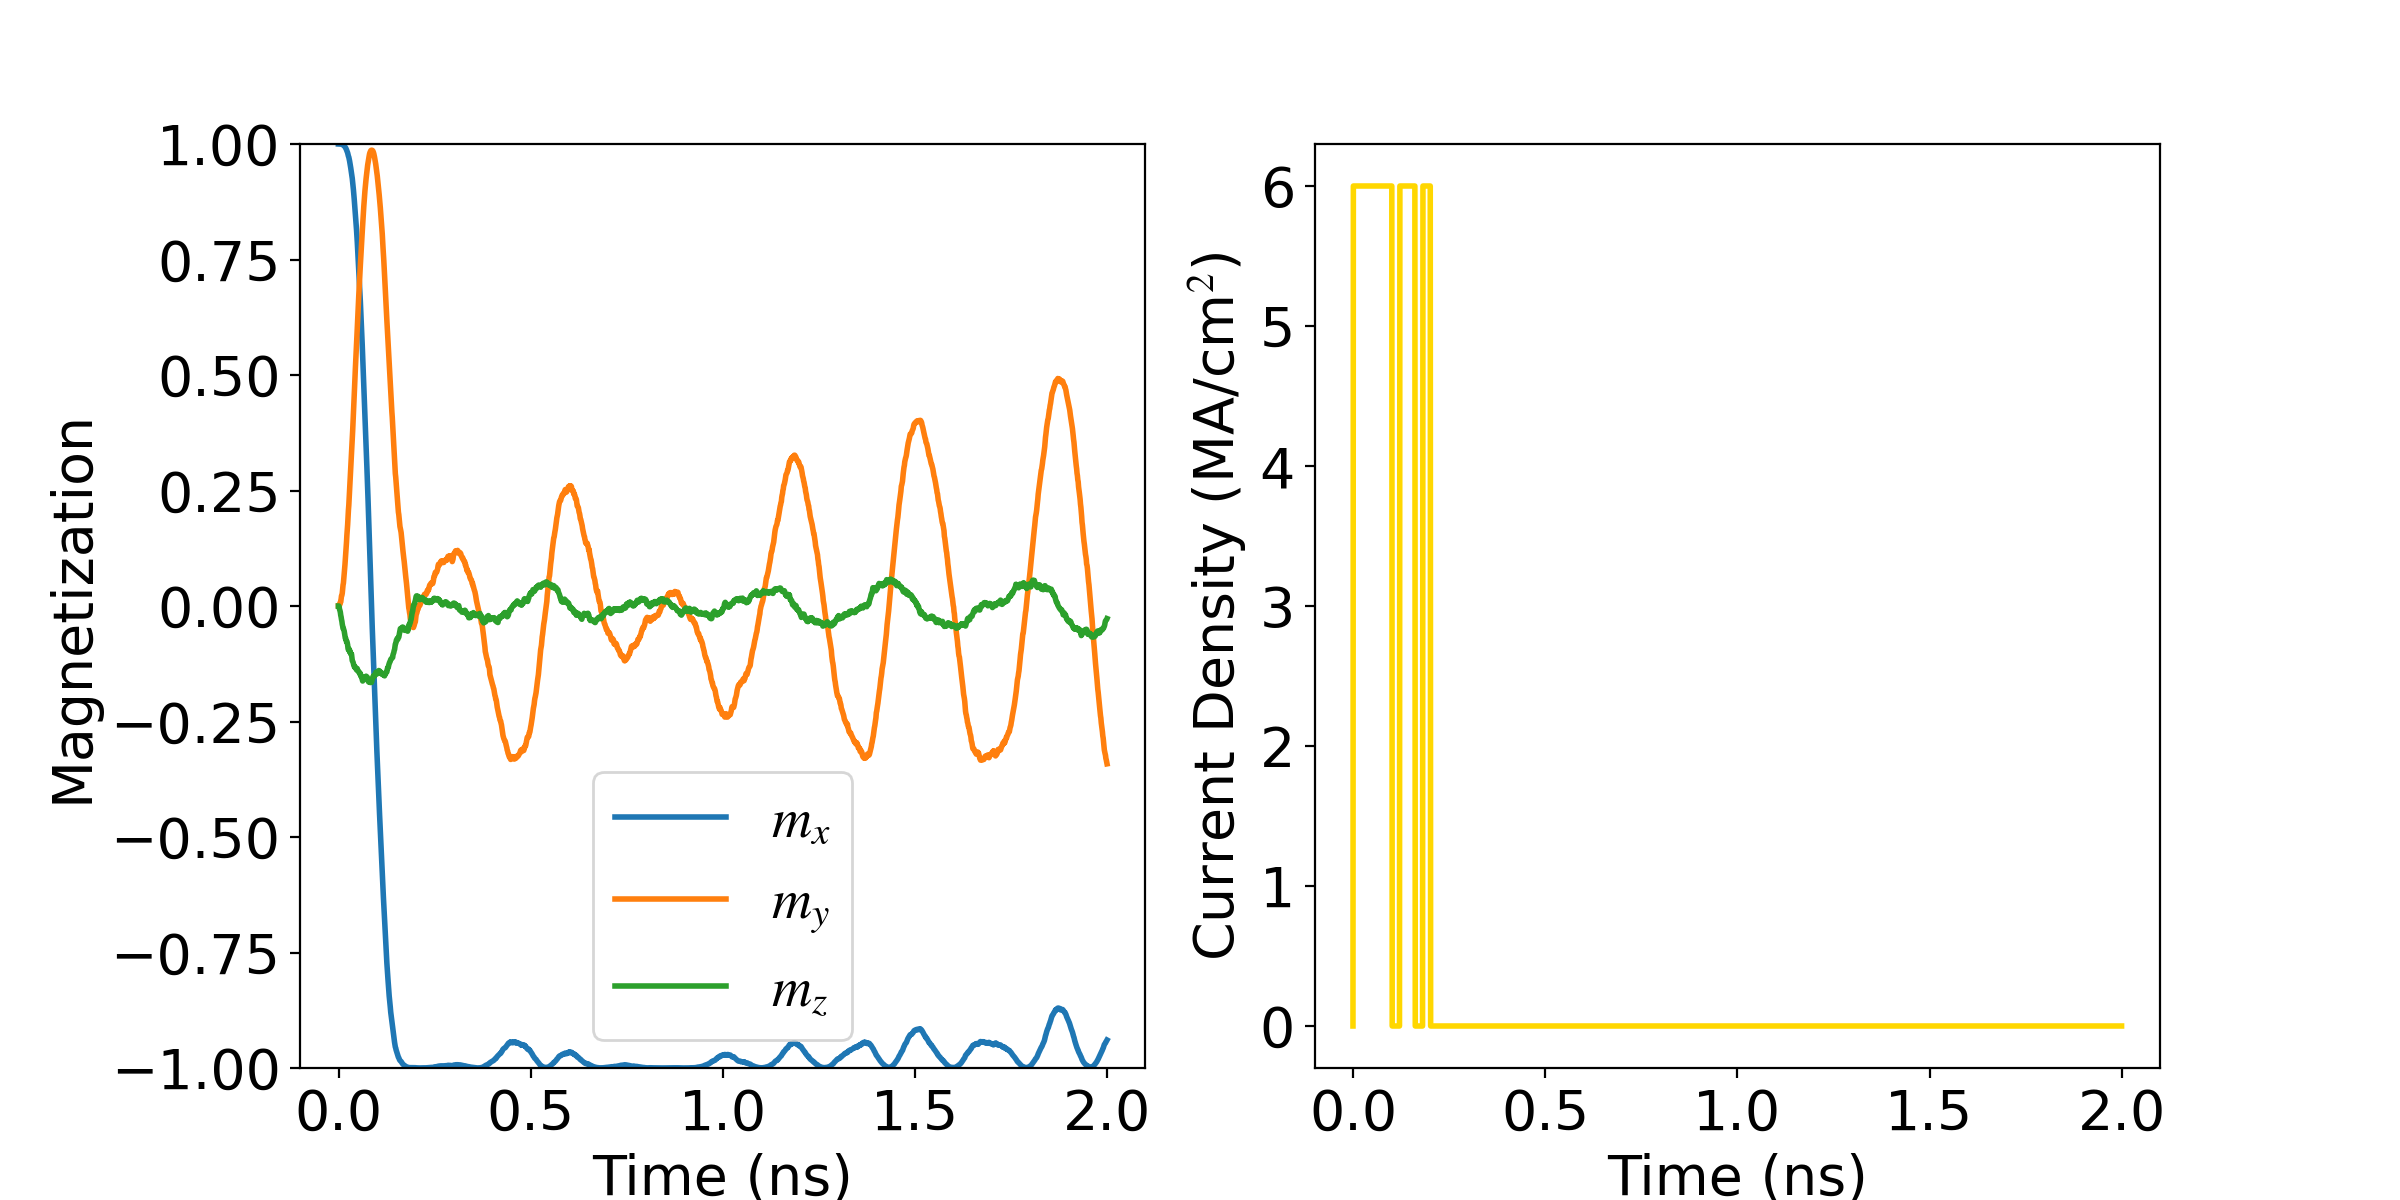 Magnetization
1.00
0.75
0.50
0.25
0.00
−0.25
−0.50
−0.75
−1.00
0.0 0.5 1.0 1.5 2.0
Time (ns)
m_x
m_y
m_z
Current Density (MA/cm²)
6
5
4
3
2
1
0
0.0 0.5 1.0 1.5 2.0
Time (ns)